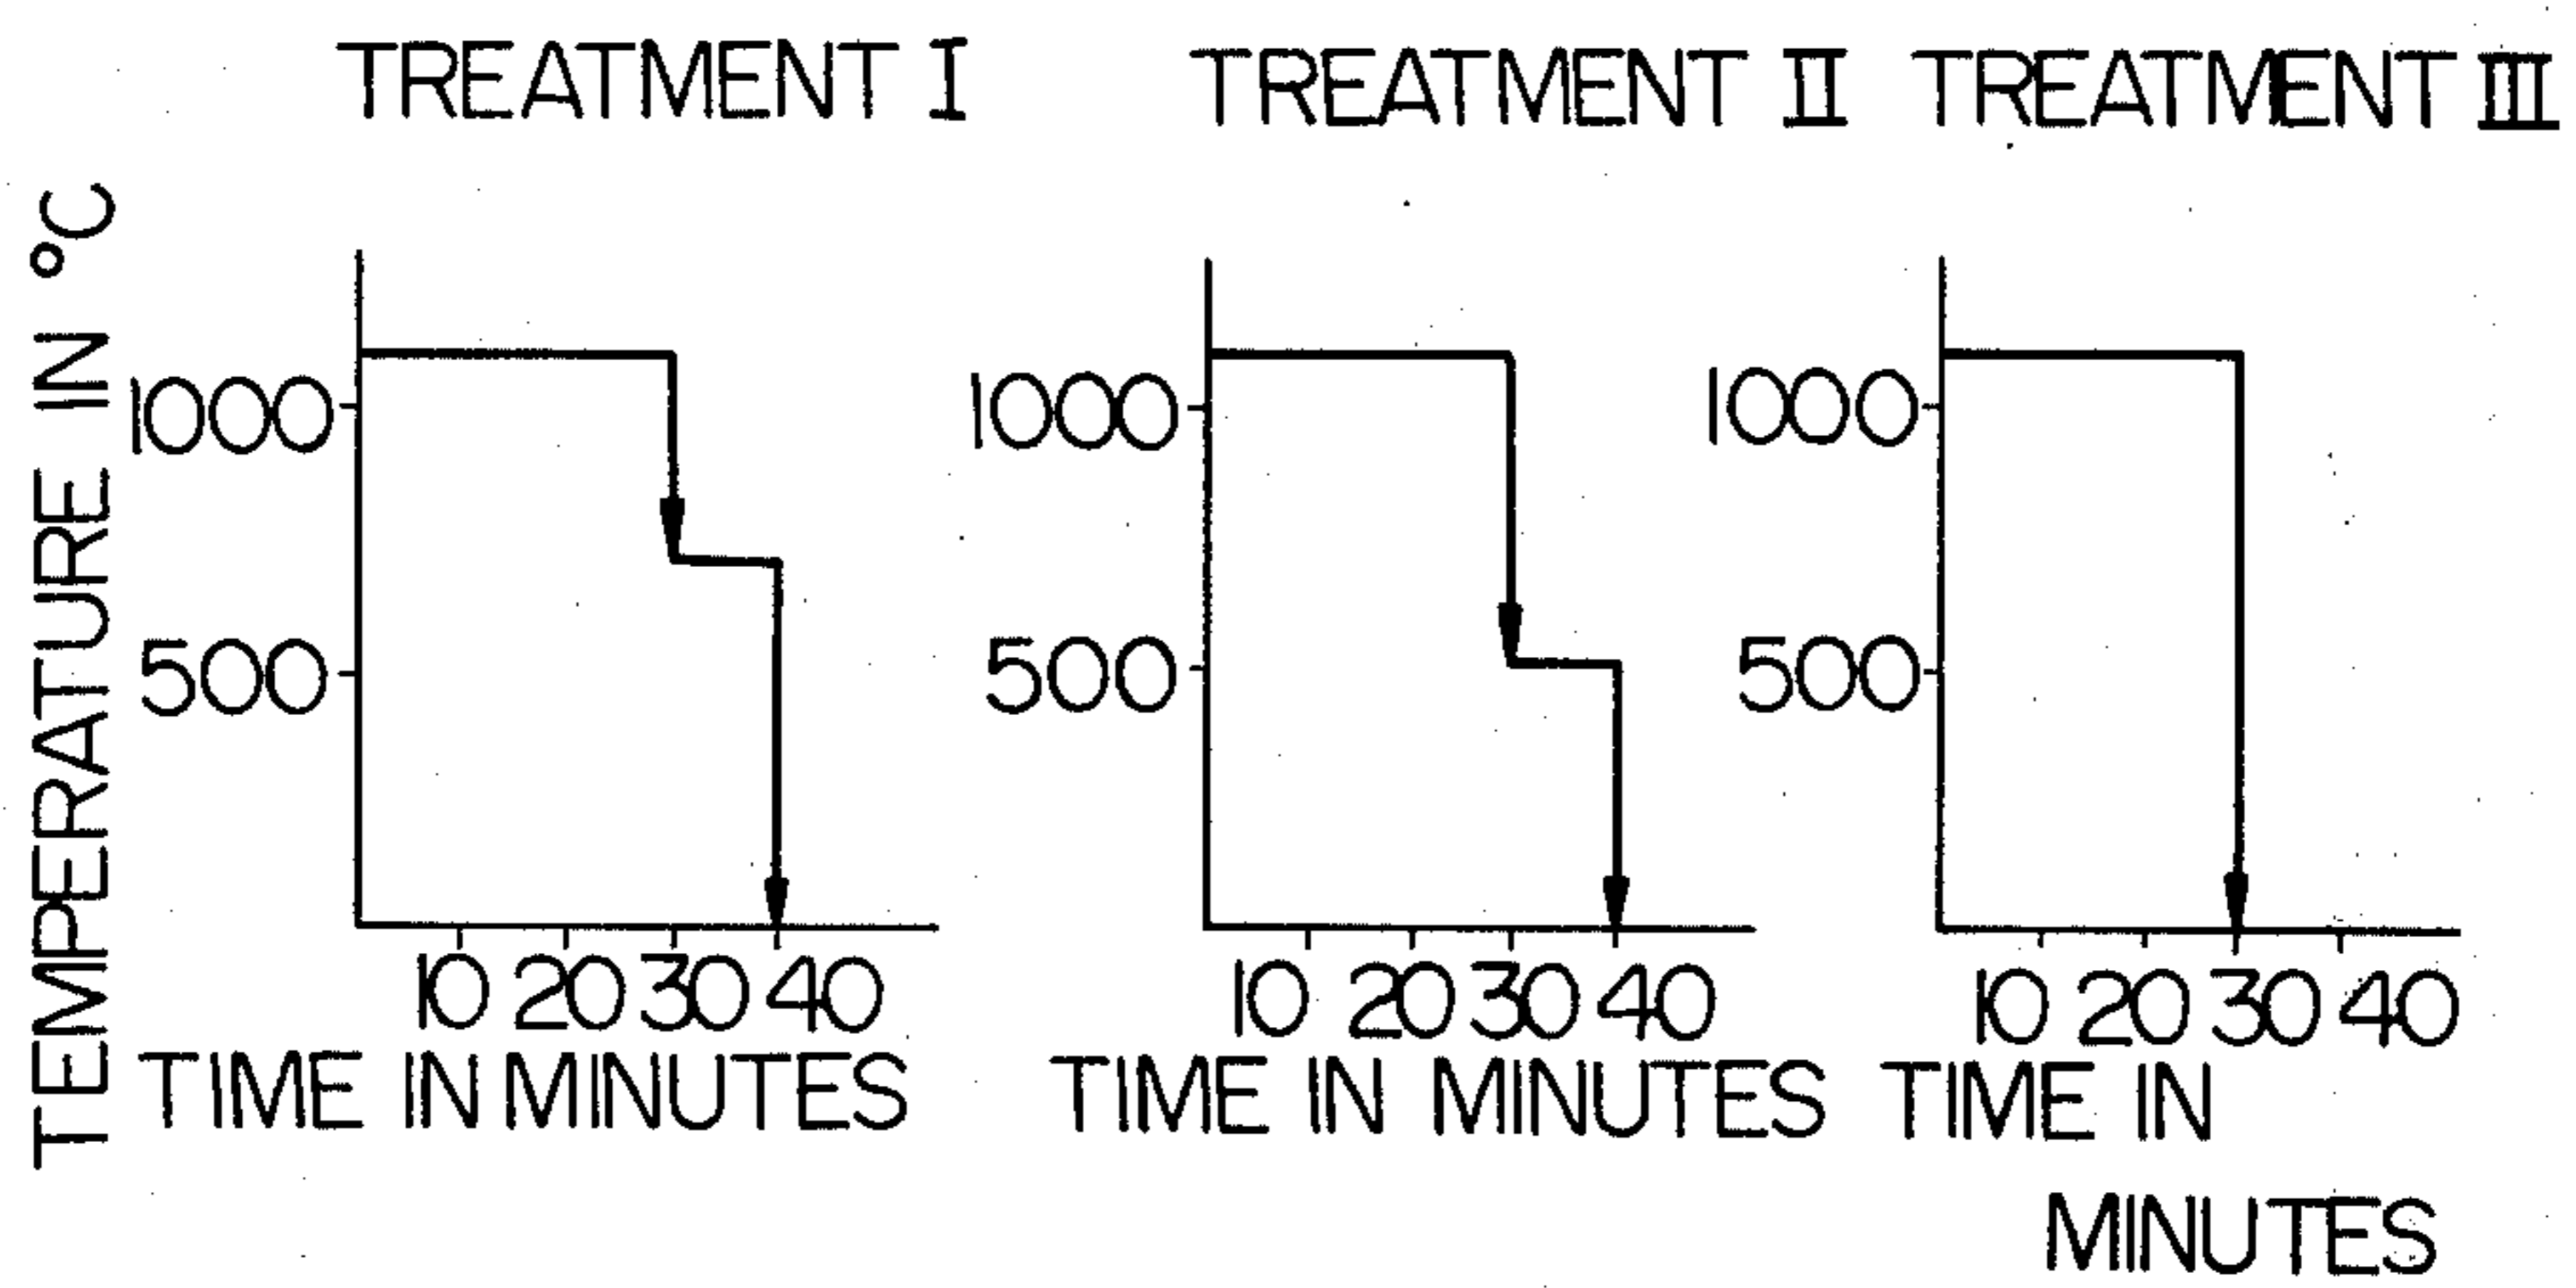 TREATMENT I TREATMENT II TREATMENT III
TEMPERATURE IN °C
1000 1000 1000
500 500 500
10 20 30 40 10 20 30 40 10 20 30 40
TIME IN MINUTES TIME IN MINUTES TIME IN
MINUTES